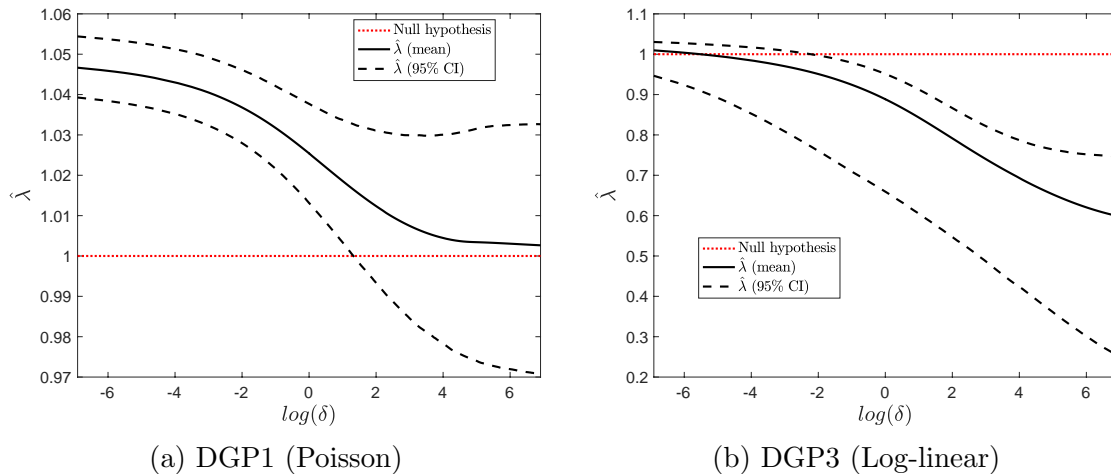 1.06
1.05
1.04
1.03
1.02
1.01
1
0.99
0.98
0.97
-6 -4 -2 0 2 4 6
λ̂
log(δ)
Null hypothesis
λ̂ (mean)
λ̂ (95% CI)
(a) DGP1 (Poisson)
1.1
1
0.9
0.8
0.7
0.6
0.5
0.4
0.3
0.2
-6 -4 -2 0 2 4 6
λ̂
log(δ)
Null hypothesis
λ̂ (mean)
λ̂ (95% CI)
(b) DGP3 (Log-linear)